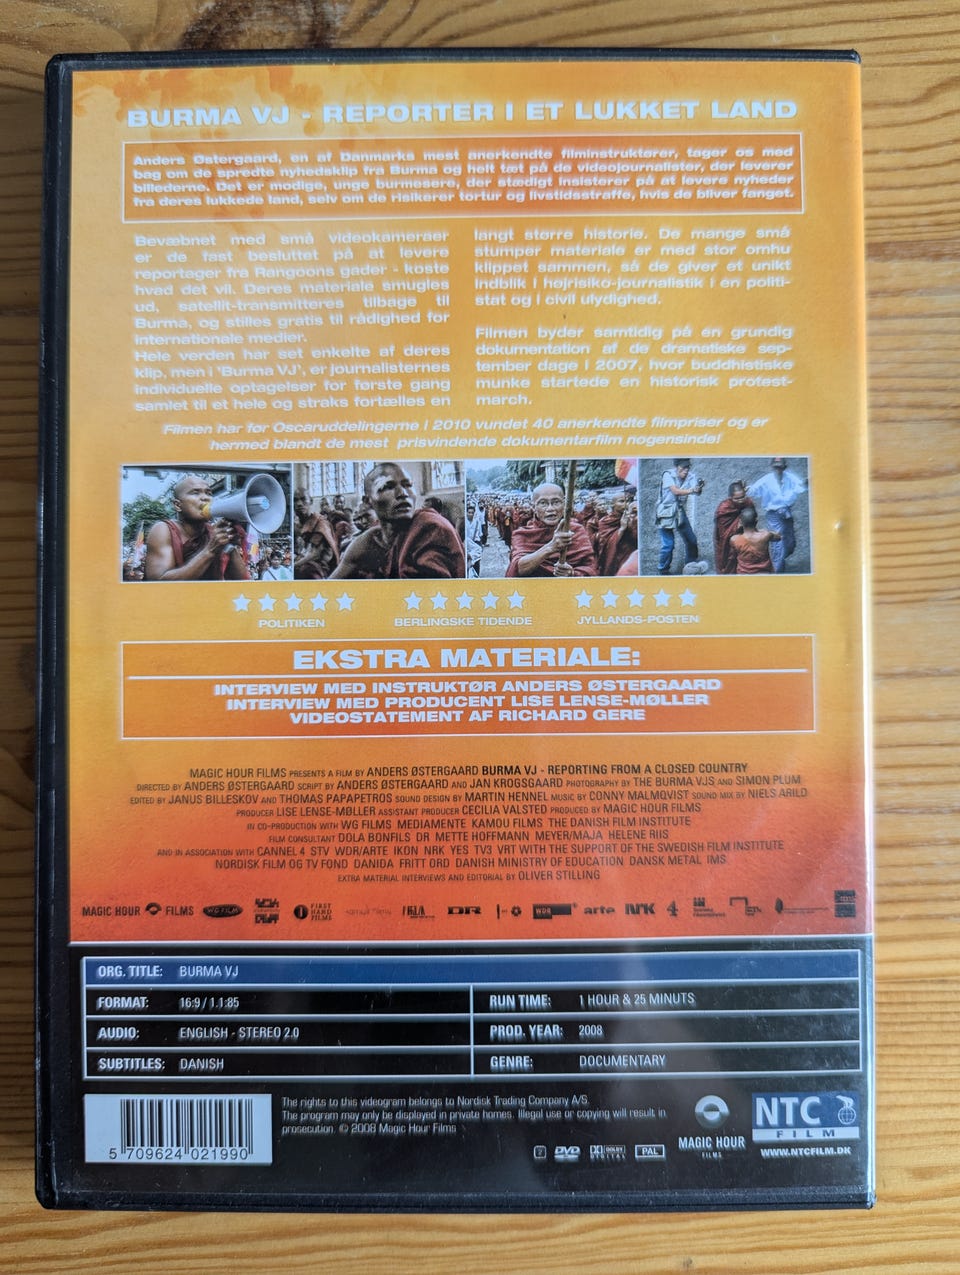 BURMA VJ - REPORTER I ET LUKKET LAND
Anders Østergaard, en af Danmarks mest anerkendte filminstruktører, tager os med
bag om de spredte nyhedsklip fra Burma og helt tæt på de videojournalister, der leverer
billederne. Det er modige, unge burmesere, der stædigt insisterer på at levere nyheder
fra deres lukkede land, selv om de risikerer tortur og livstidsstraffe, hvis de bliver fanget.
Bevæbnet med små videokameraer
er de fast besluttet på at levere
reportager fra Rangoons gader - koste
hvad det vil. Deres materiale smugles
ud, satellit-transmitteres tilbage til
Burma, og stilles gratis til rådighed for
internationale medier.
Hele verden har set enkelte af deres
klip, men i 'Burma VJ', er journalisternes
individuelle optagelser for første gang
samlet til et hele og straks fortælles en
langt større historie. De mange små
stumper materiale er med stor omhu
klippet sammen, så de giver et unikt
indblik i højrisiko-journalistik i en politi-
stat og i civil ulydighed.
Filmen byder samtidig på en grundig
dokumentation af de dramatiske sep-
tember dage i 2007, hvor buddhistiske
munke startede en historisk protest-
march.
Filmen har før Oscaruddelingerne i 2010 vundet 40 anerkendte filmpriser og er
hermed blandt de mest prisvindende dokumentarfilm nogensinde!
POLITIKEN
BERLINGSKE TIDENDE
JYLLANDS-POSTEN
EKSTRA MATERIALE:
INTERVIEW MED INSTRUKTØR ANDERS ØSTERGAARD
INTERVIEW MED PRODUCENT LISE LENSE-MØLLER
VIDEOSTATEMENT AF RICHARD GERE
MAGIC HOUR FILMS PRESENTS A FILM BY ANDERS ØSTERGAARD BURMA VJ - REPORTING FROM A CLOSED COUNTRY
DIRECTED BY ANDERS ØSTERGAARD SCRIPT BY ANDERS ØSTERGAARD AND JAN KROGSGAARD PHOTOGRAPHY BY THE BURMA VJS AND SIMON PLUM
EDITED BY JANUS BILLESKOV AND THOMAS PAPAPETROS SOUND DESIGN BY MARTIN HENNEL MUSIC BY CONNY MALMQVIST SOUND MIX BY NIELS ARILD
PRODUCER LISE LENSE-MØLLER ASSISTANT PRODUCER CECILIA VALSTED PRODUCED BY MAGIC HOUR FILMS
IN CO-PRODUCTION WITH WG FILMS MEDIAMENTE KAMOU FILMS THE DANISH FILM INSTITUTE
FILM CONSULTANT DOLA BONFILS DR METTE HOFFMANN MEYER/MAJA HELENE RIIS
AND IN ASSOCIATION WITH CANNEL 4 STV WDR/ARTE IKON NRK YES TV3 VRT WITH THE SUPPORT OF THE SWEDISH FILM INSTITUTE
NORDISK FILM OG TV FOND DANIDA FRITT ORD DANISH MINISTRY OF EDUCATION DANSK METAL IMS
EXTRA MATERIAL INTERVIEWS AND EDITORIAL BY OLIVER STILLING
MAGIC HOUR FILMS WG FILM FIRST HAND FILMS kamoli films DR WDR arte NRK 4
ORG. TITLE: BURMA VJ
FORMAT: 16:9 / 1.1:85
RUN TIME: 1 HOUR & 25 MINUTS
AUDIO: ENGLISH - STEREO 2.0
PROD. YEAR: 2008
SUBTITLES: DANISH
GENRE: DOCUMENTARY
5 709624 021990
The rights to this videogram belongs to Nordisk Trading Company A/S.
The program may only be displayed in private homes. Illegal use or copying will result in
prosecution. © 2008 Magic Hour Films
DVD DOLBY DIGITAL PAL
MAGIC HOUR
FILMS
NTC
FILM
WWW.NTCFILM.DK